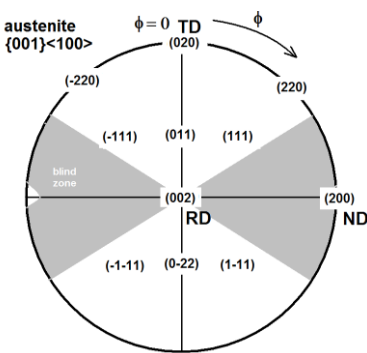 austenite
{001}<100>
ϕ=0 TD
ϕ
(020)
(-220)
(220)
(-111)
(011)
(111)
blind
zone
(002)
(200)
RD
ND
(-1-11)
(0-22)
(1-11)